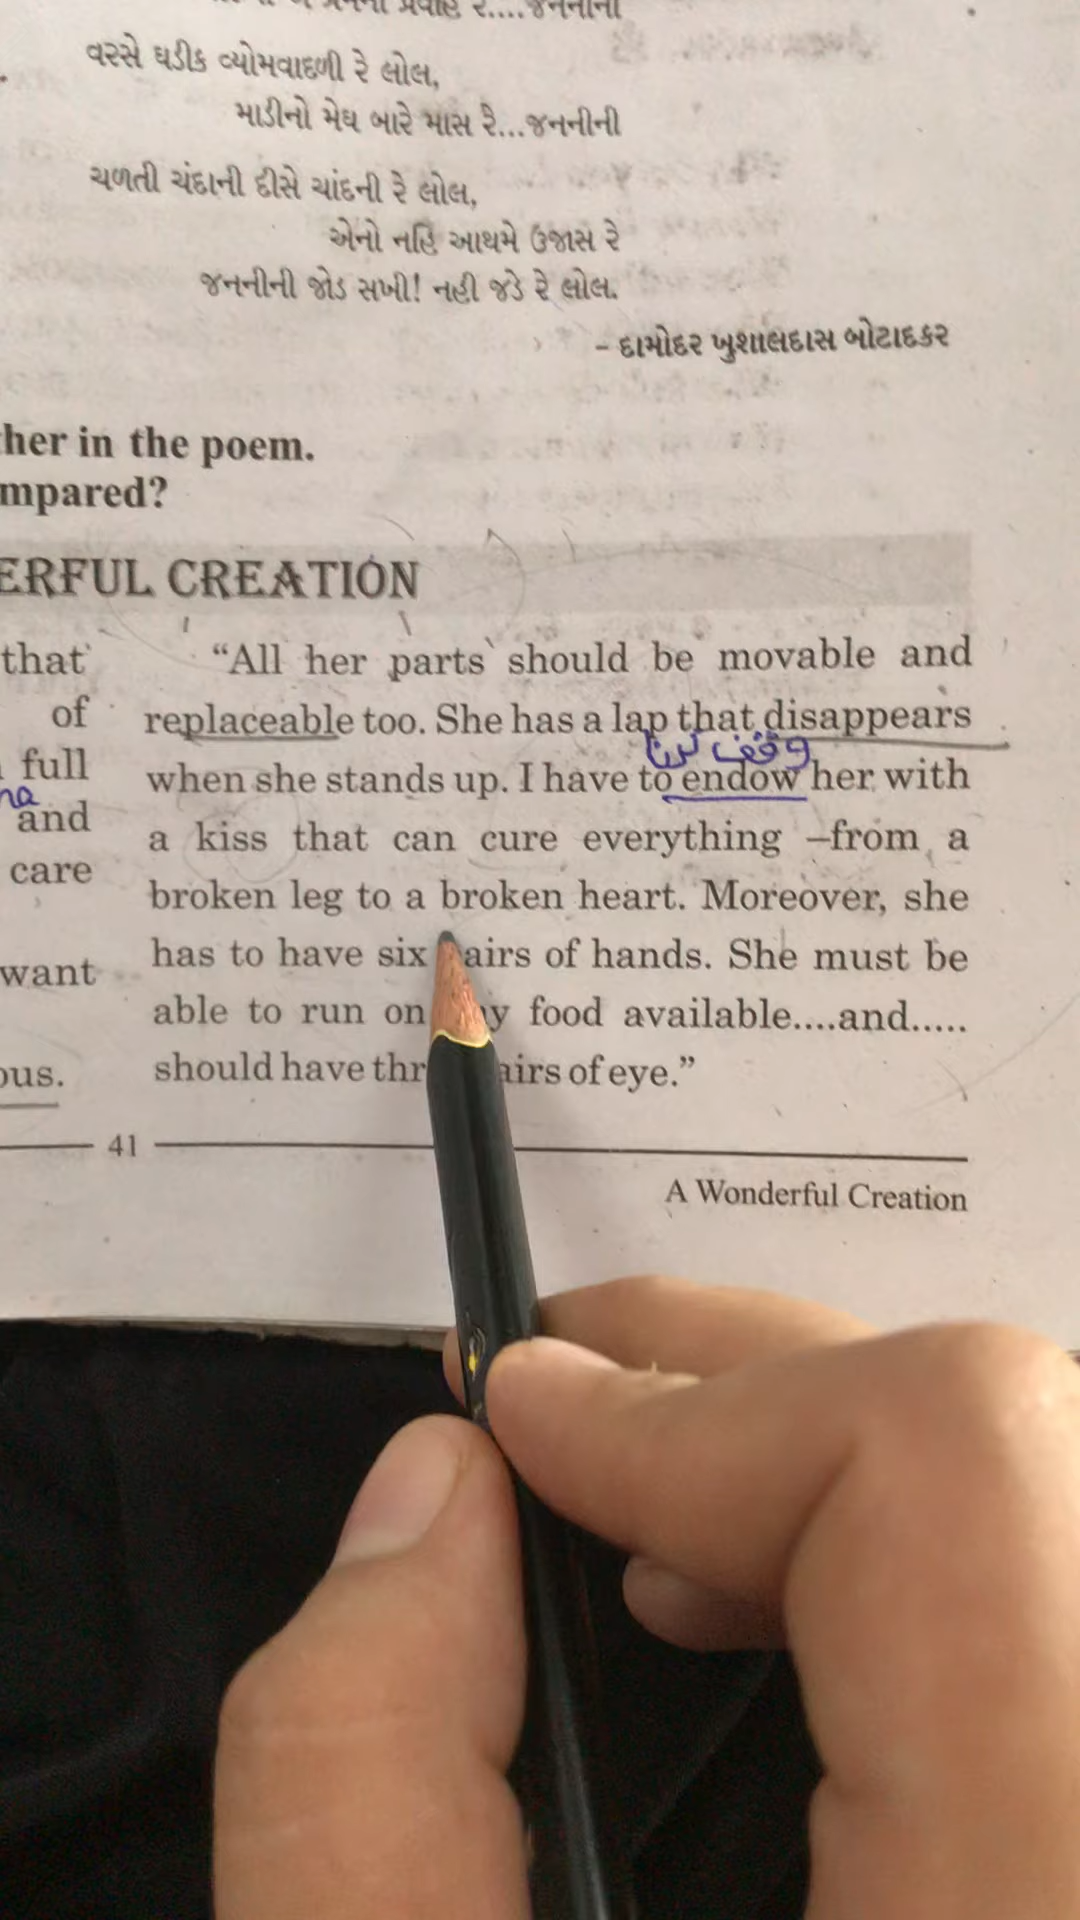 વરસે ઘડીક વ્યોમવાદળી રે લોલ,
માડીનો મેઘ બારે માસ રે...જનનીની
ચળતી ચંદાની દીસે ચાંદની રે લોલ,
એનો નહિ આથમે ઉજાસ રે
જનનીની જોડ સખી! નહી જડે રે લોલ.
- દામોદર ખુશાલદાસ બોટાદકર
ther in the poem.
mpared?
ERFUL CREATION
that
of
full
na
and
care
want
ous.
“All her parts should be movable and
replaceable too. She has a lap that disappears
وقف کرنا
when she stands up. I have to endow her with
a kiss that can cure everything –from a
broken leg to a broken heart. Moreover, she
has to have six airs of hands. She must be
able to run on y food available....and.....
should have thr airs of eye.”
41
A Wonderful Creation